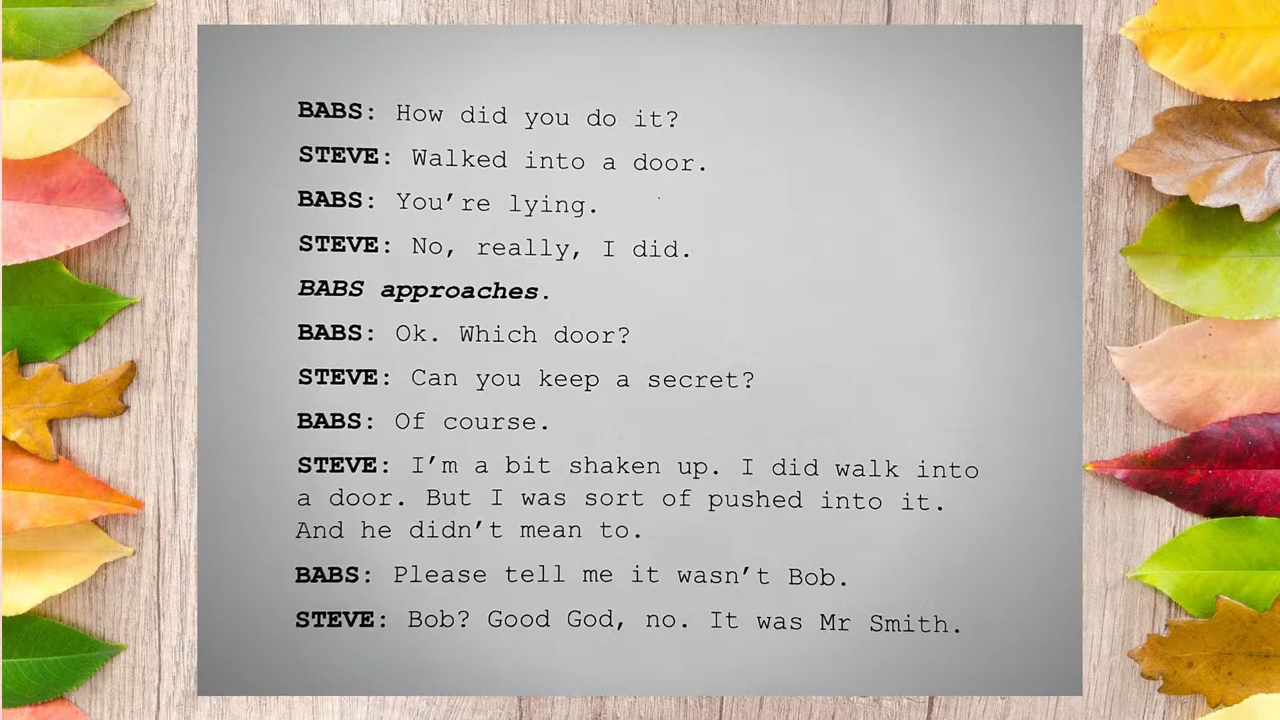 BABS: How did you do it?
STEVE: Walked into a door.
BABS: You’re lying.
STEVE: No, really, I did.
BABS approaches.
BABS: Ok. Which door?
STEVE: Can you keep a secret?
BABS: Of course.
STEVE: I’m a bit shaken up. I did walk into
a door. But I was sort of pushed into it.
And he didn’t mean to.
BABS: Please tell me it wasn’t Bob.
STEVE: Bob? Good God, no. It was Mr Smith.